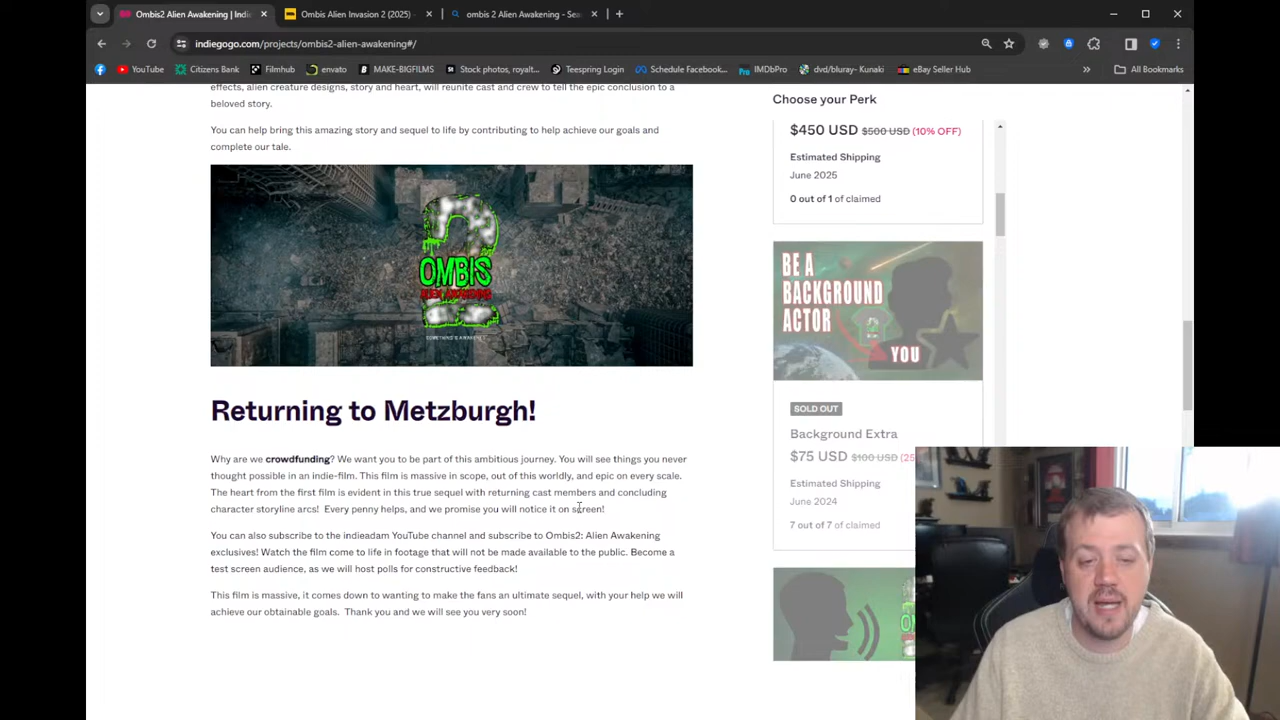 Ombis2 Alien Awakening | Indie
Ombis Alien Invasion 2 (2025) -
ombis 2 Alien Awakening - Sea
indiegogo.com/projects/ombis2-alien-awakening#/
YouTube
Citizens Bank
Filmhub
envato
MAKE-BIGFILMS
Stock photos, royalt...
Teespring Login
Schedule Facebook...
IMDbPro
dvd/bluray- Kunaki
eBay Seller Hub
All Bookmarks
effects, alien creature designs, story and heart, will reunite cast and crew to tell the epic conclusion to a
beloved story.
You can help bring this amazing story and sequel to life by contributing to help achieve our goals and
complete our tale.
2
OMBIS
ALIEN AWAKENING
Returning to Metzburgh!
Why are we crowdfunding? We want you to be part of this ambitious journey. You will see things you never
thought possible in an indie-film. This film is massive in scope, out of this worldly, and epic on every scale.
The heart from the first film is evident in this true sequel with returning cast members and concluding
character storyline arcs!  Every penny helps, and we promise you will notice it on screen!
You can also subscribe to the indieadam YouTube channel and subscribe to Ombis2: Alien Awakening
exclusives! Watch the film come to life in footage that will not be made available to the public. Become a
test screen audience, as we will host polls for constructive feedback!
This film is massive, it comes down to wanting to make the fans an ultimate sequel, with your help we will
achieve our obtainable goals.  Thank you and we will see you very soon!
Choose your Perk
$450 USD $500 USD (10% OFF)
Estimated Shipping
June 2025
0 out of 1 of claimed
BE A
BACKGROUND
ACTOR
YOU
SOLD OUT
Background Extra
$75 USD $100 USD (25
Estimated Shipping
June 2024
7 out of 7 of claimed